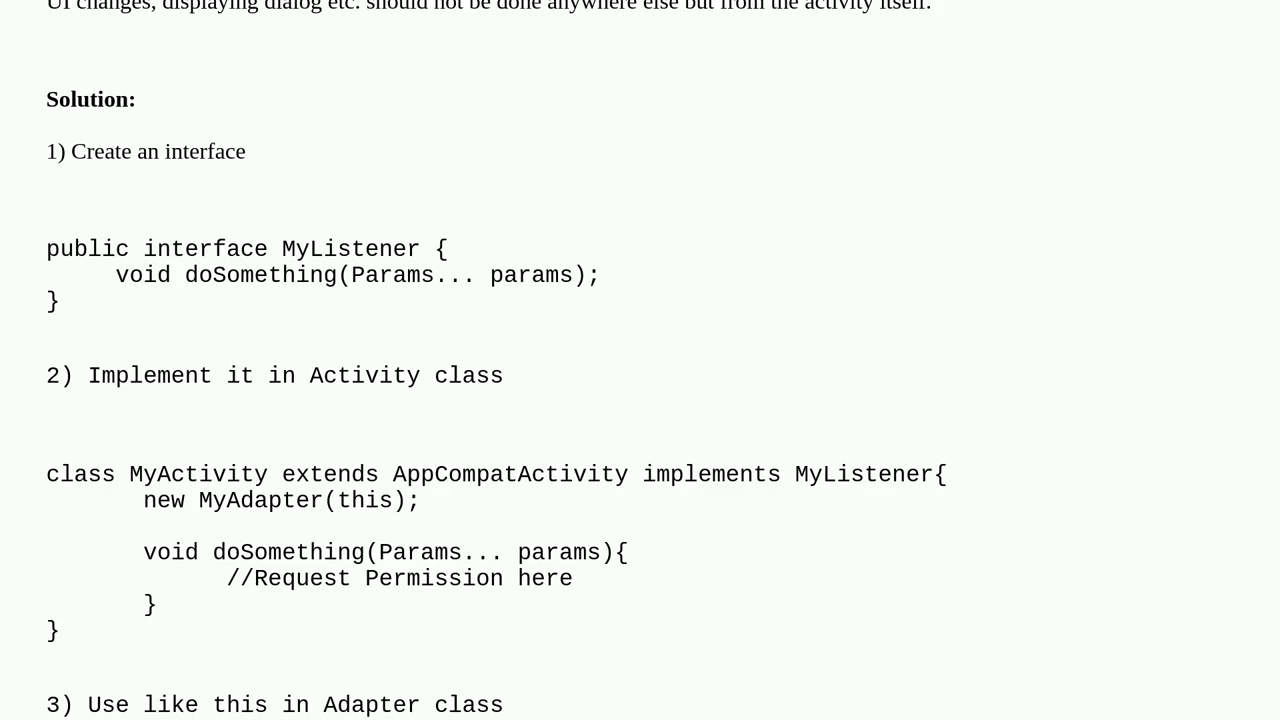 UI changes, displaying dialog etc. should not be done anywhere else but from the activity itself.
Solution:
1) Create an interface
public interface MyListener {
     void doSomething(Params... params);
}
2) Implement it in Activity class
class MyActivity extends AppCompatActivity implements MyListener{
       new MyAdapter(this);
       void doSomething(Params... params){
             //Request Permission here
       }
}
3) Use like this in Adapter class